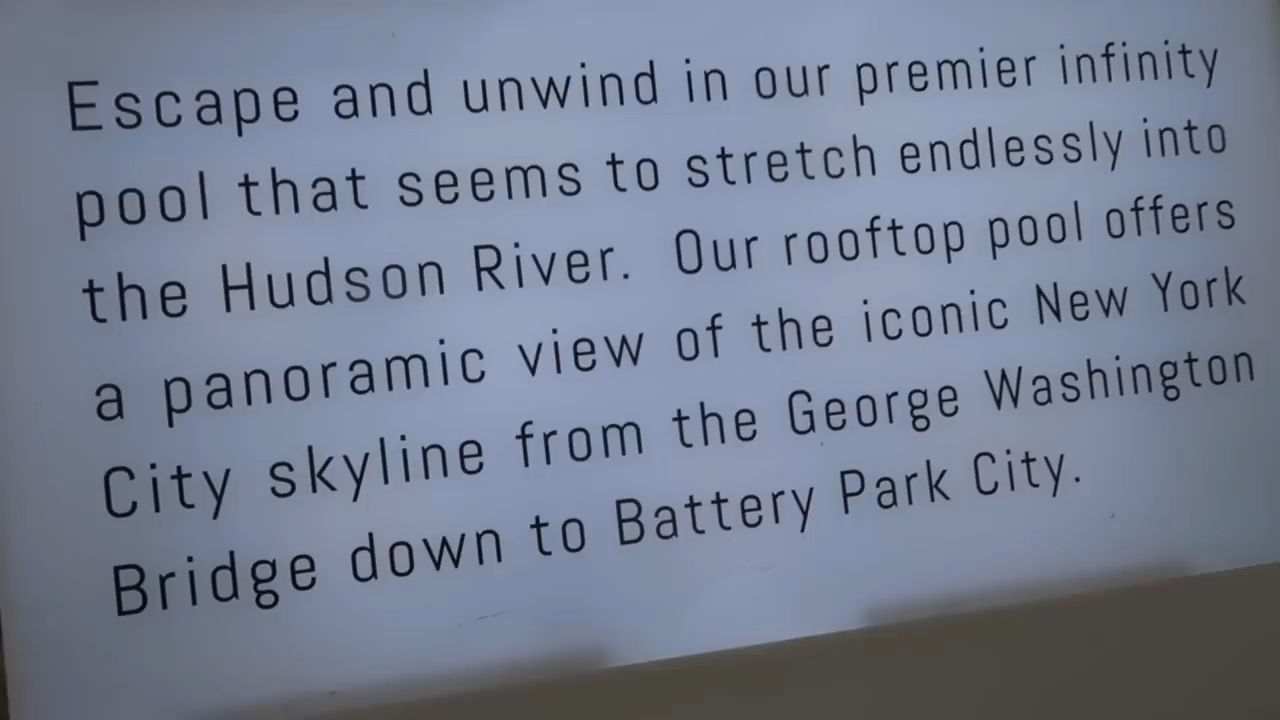 Escape and unwind in our premier infinity
pool that seems to stretch endlessly into
the Hudson River. Our rooftop pool offers
a panoramic view of the iconic New York
City skyline from the George Washington
Bridge down to Battery Park City.